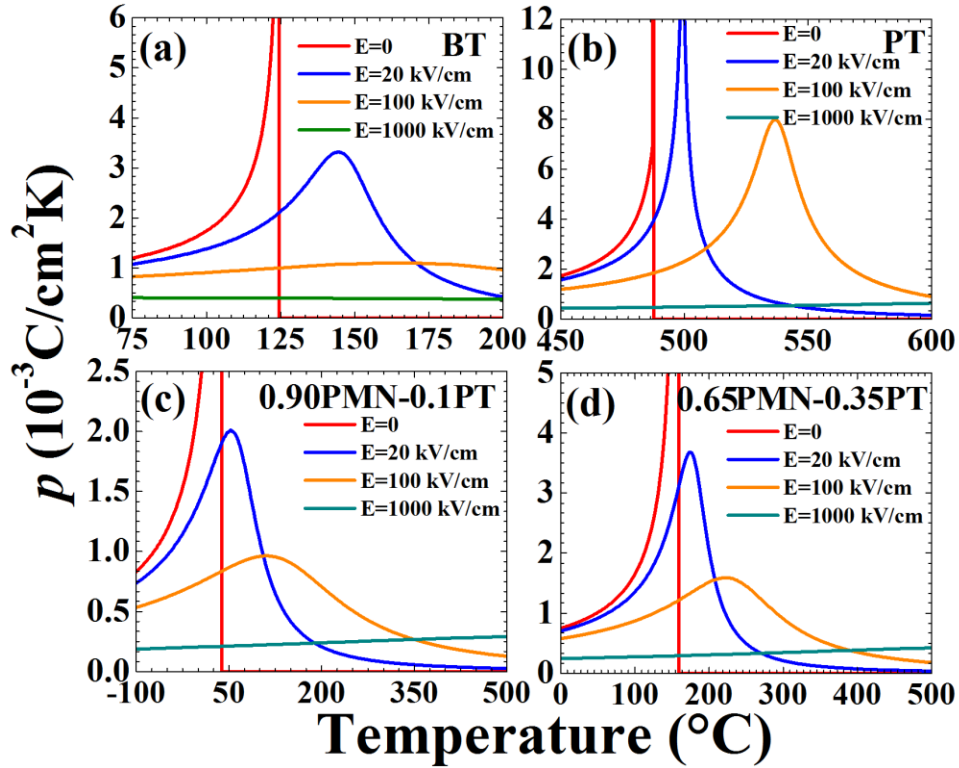 p (10⁻³C/cm²K)
(a) BT
E=0
E=20 kV/cm
E=100 kV/cm
E=1000 kV/cm
6
5
4
3
2
1
0
75 100 125 150 175 200
(b) PT
E=0
E=20 kV/cm
E=100 kV/cm
E=1000 kV/cm
12
10
8
6
4
2
0
450 500 550 600
(c) 0.90PMN-0.1PT
E=0
E=20 kV/cm
E=100 kV/cm
E=1000 kV/cm
2.5
2.0
1.5
1.0
0.5
0.0
-100 50 200 350 500
(d) 0.65PMN-0.35PT
E=0
E=20 kV/cm
E=100 kV/cm
E=1000 kV/cm
5
4
3
2
1
0
0 100 200 300 400 500
Temperature (°C)